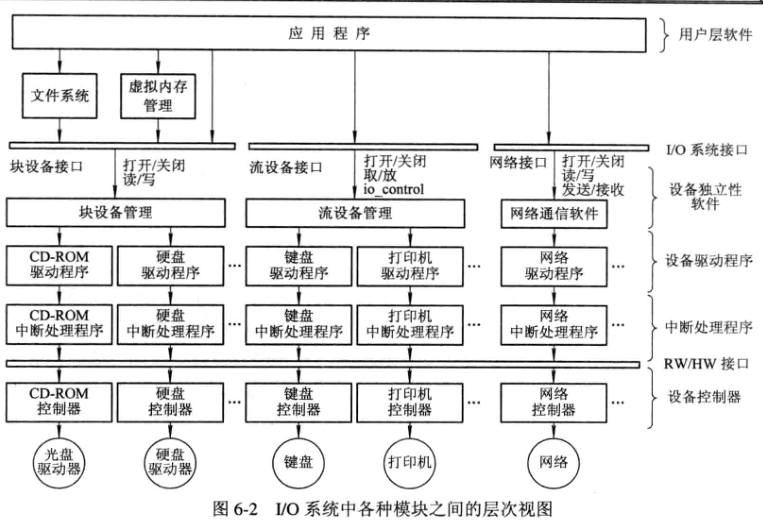 应用程序
用户层软件
文件系统
虚拟内存
管理
I/O 系统接口
块设备接口
打开/关闭
读/写
流设备接口
打开/关闭
取/放
io_control
网络接口
打开/关闭
读/写
发送/接收
设备独立性
软件
块设备管理
流设备管理
网络通信软件
CD-ROM
驱动程序
硬盘
驱动程序
...
键盘
驱动程序
打印机
驱动程序
...
网络
驱动程序
...
设备驱动程序
CD-ROM
中断处理程序
硬盘
中断处理程序
...
键盘
中断处理程序
打印机
中断处理程序
...
网络
中断处理程序
...
中断处理程序
RW/HW 接口
CD-ROM
控制器
硬盘
控制器
...
键盘
控制器
打印机
控制器
...
网络
控制器
...
设备控制器
光盘
驱动器
硬盘
驱动器
键盘
打印机
网络
图 6-2 I/O 系统中各种模块之间的层次视图